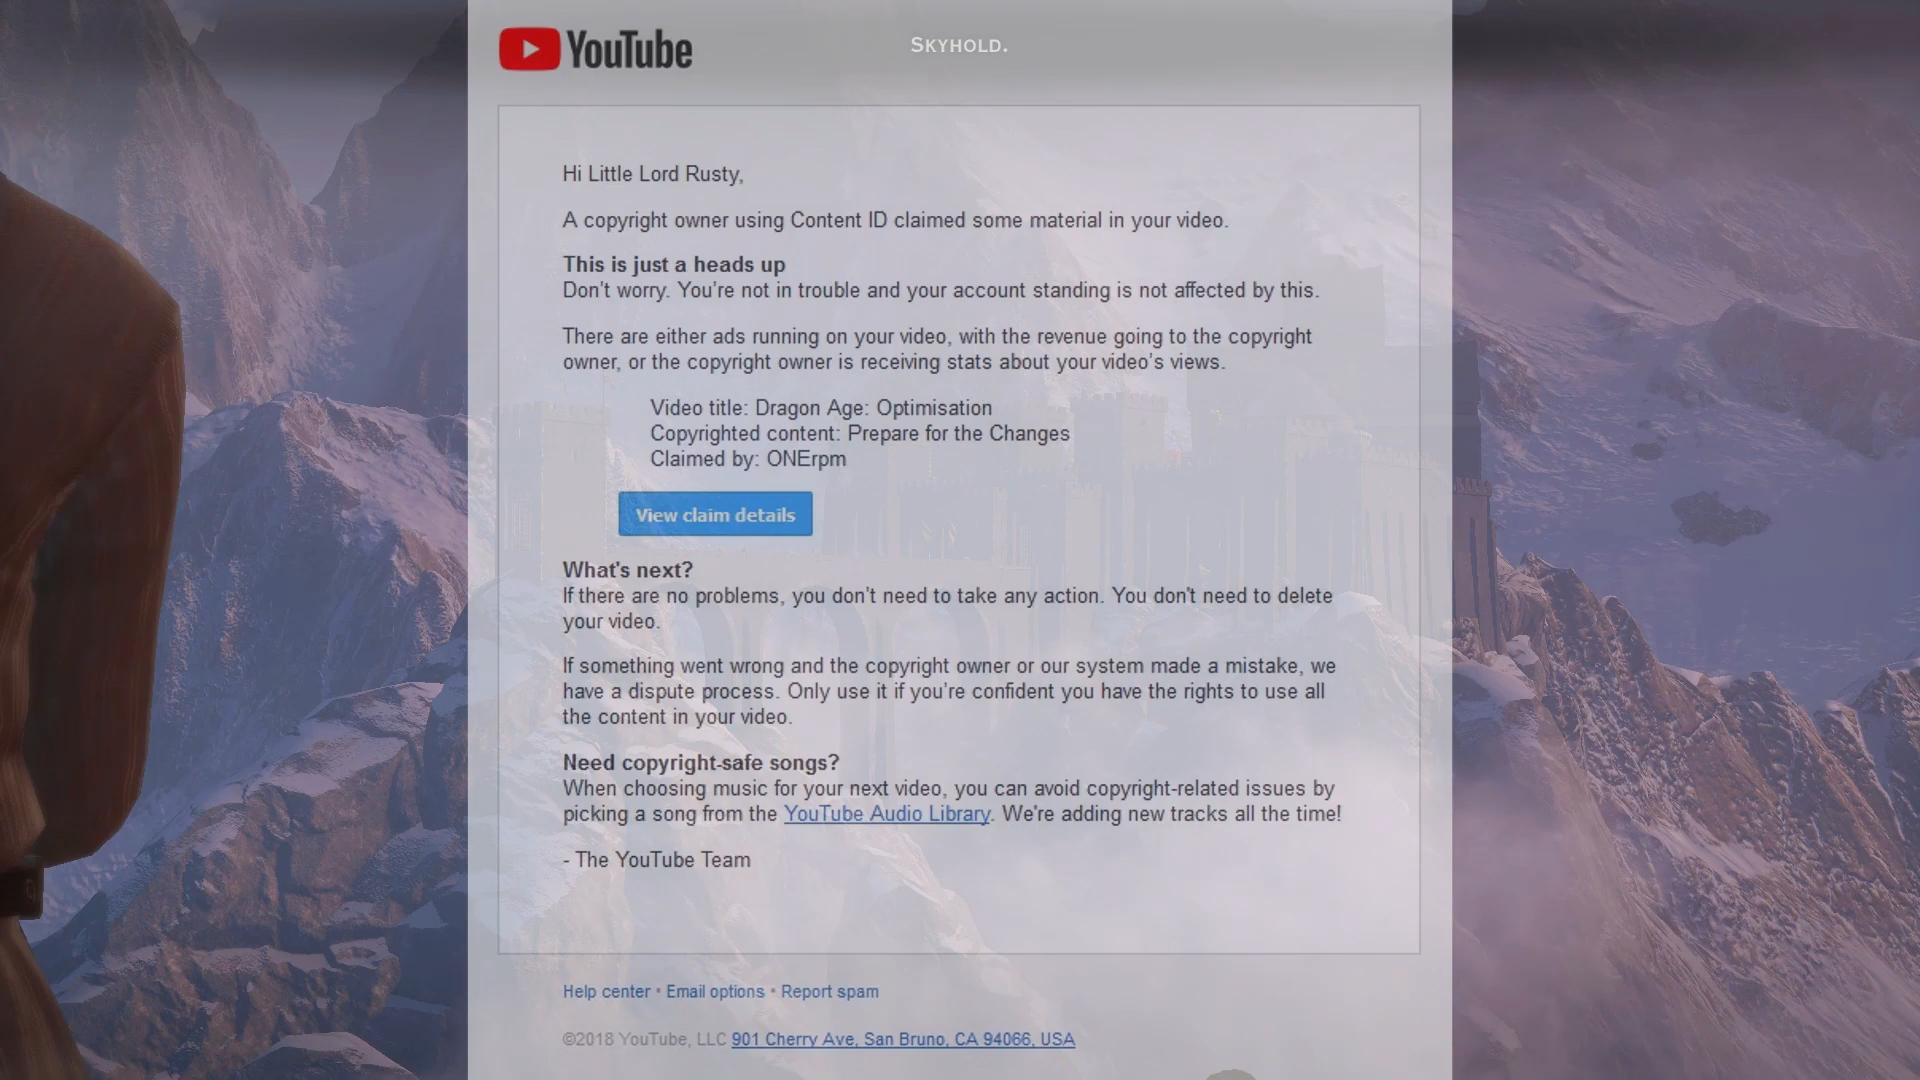 YouTube
SKYHOLD.
Hi Little Lord Rusty,
A copyright owner using Content ID claimed some material in your video.
This is just a heads up
Don't worry. You're not in trouble and your account standing is not affected by this.
There are either ads running on your video, with the revenue going to the copyright
owner, or the copyright owner is receiving stats about your video's views.
Video title: Dragon Age: Optimisation
Copyrighted content: Prepare for the Changes
Claimed by: ONErpm
View claim details
What's next?
If there are no problems, you don't need to take any action. You don't need to delete
your video.
If something went wrong and the copyright owner or our system made a mistake, we
have a dispute process. Only use it if you're confident you have the rights to use all
the content in your video.
Need copyright-safe songs?
When choosing music for your next video, you can avoid copyright-related issues by
picking a song from the YouTube Audio Library. We're adding new tracks all the time!
- The YouTube Team
Help center • Email options • Report spam
©2018 YouTube, LLC 901 Cherry Ave, San Bruno, CA 94066, USA